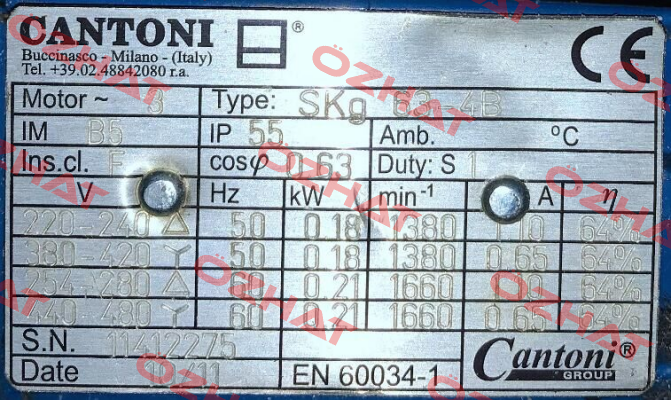 CANTONI ®
Buccinasco - Milano - (Italy)
Tel. +39.02.48842080 r.a.
CE
Motor ~ 3 Type: SKg 63-4B
IM B5 IP 55 Amb. ºC
Ins.cl. F cosφ 0.63 Duty: S 1
V Hz kW min⁻¹ A η
220-240 △ 50 0.18 1380 1.10 64%
380-420 Y 50 0.18 1380 0.65 64%
254-280 △ 60 0.21 1660 64%
440-480 Y 60 0.21 1660 0.65 64%
S.N. 11412275
Date
EN 60034-1
Cantoni®
GROUP
OZHAT